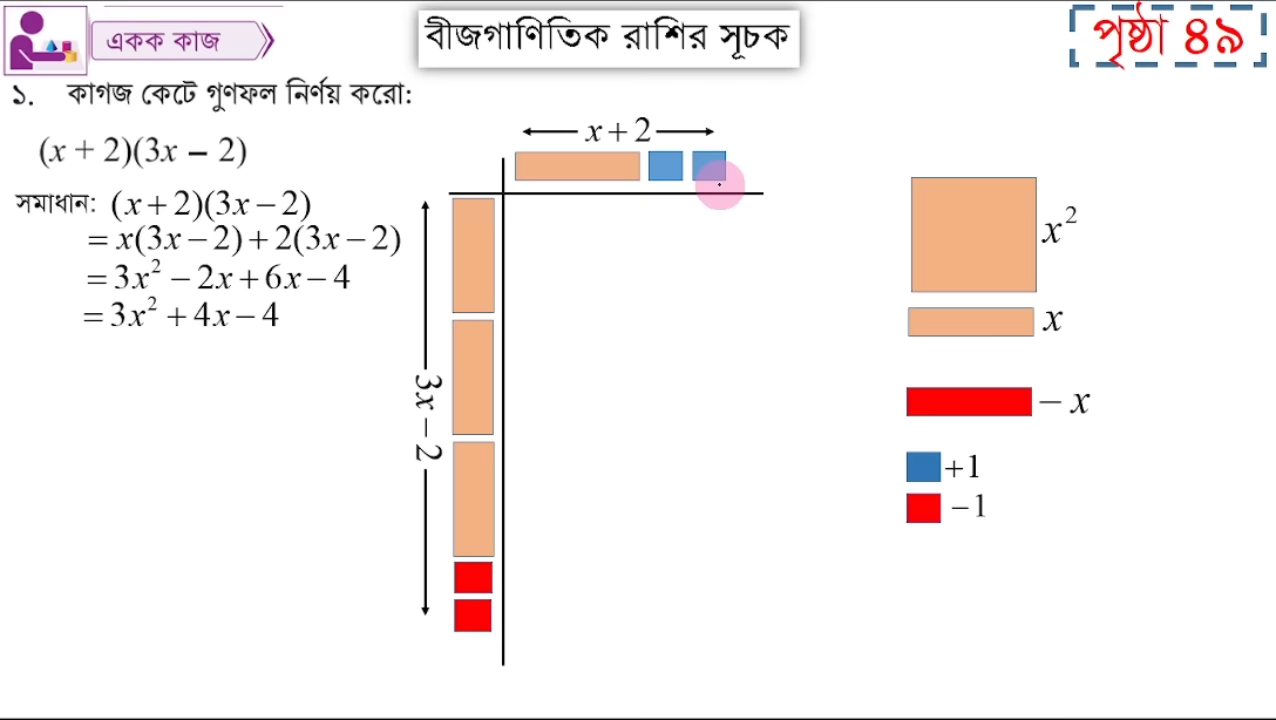 একক কাজ
বীজগাণিতিক রাশির সূচক
পৃষ্ঠা ৪৯
১. কাগজ কেটে গুণফল নির্ণয় করো:
(x + 2)(3x – 2)
সমাধান: (x + 2)(3x − 2)
= x(3x − 2) + 2(3x − 2)
= 3x² − 2x + 6x − 4
= 3x² + 4x − 4
x + 2
3x − 2
x²
x
− x
+1
−1